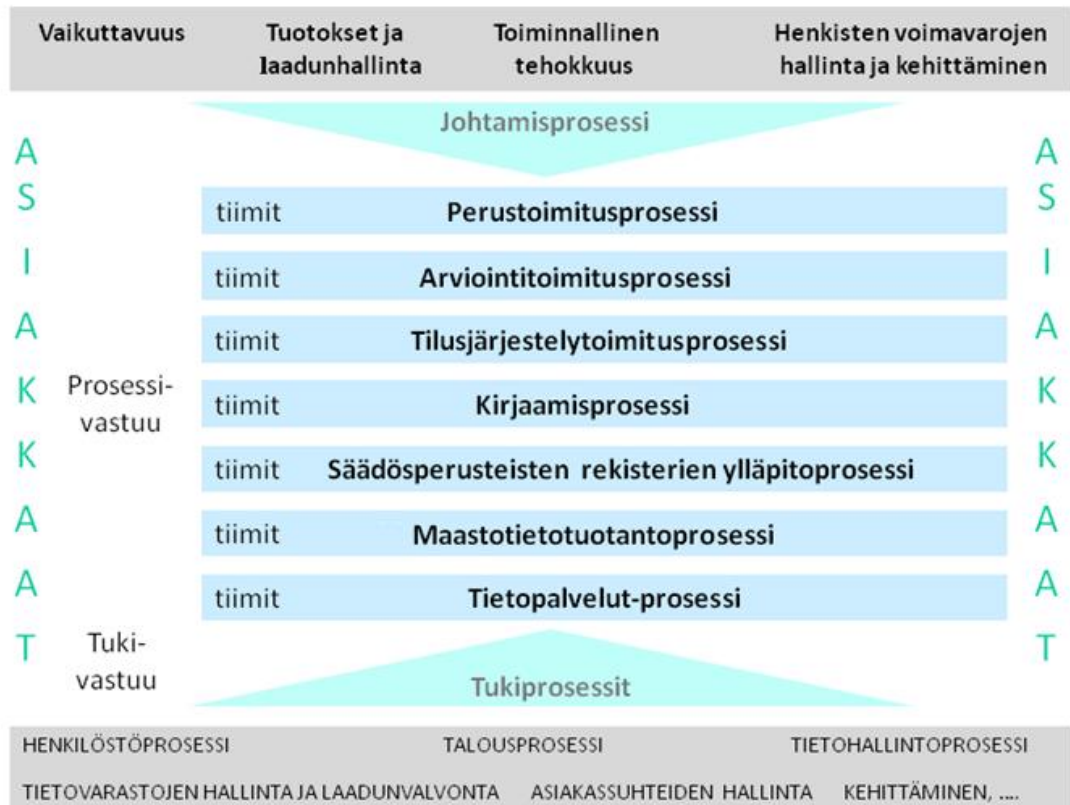 Vaikuttavuus Tuotokset ja Toiminnallinen Henkisten voimavarojen
laadunhallinta tehokkuus hallinta ja kehittäminen
Johtamisprosessi
ASIAKKAAT
ASIAKKAAT
tiimit Perustoimitusprosessi
tiimit Arviointitoimitusprosessi
tiimit Tilusjärjestelytoimitusprosessi
Prosessi-
vastuu
tiimit Kirjaamisprosessi
tiimit Säädösperusteisten rekisterien ylläpitoprosessi
tiimit Maastotietotuotantoprosessi
tiimit Tietopalvelut-prosessi
Tuki-
vastuu
Tukiprosessit
HENKILÖSTÖPROSESSI TALOUSPROSESSI TIETOHALLINTOPROSESSI
TIETOVARASTOJEN HALLINTA JA LAADUNVALVONTA ASIAKASSUHTEIDEN HALLINTA KEHITTÄMINEN, ....